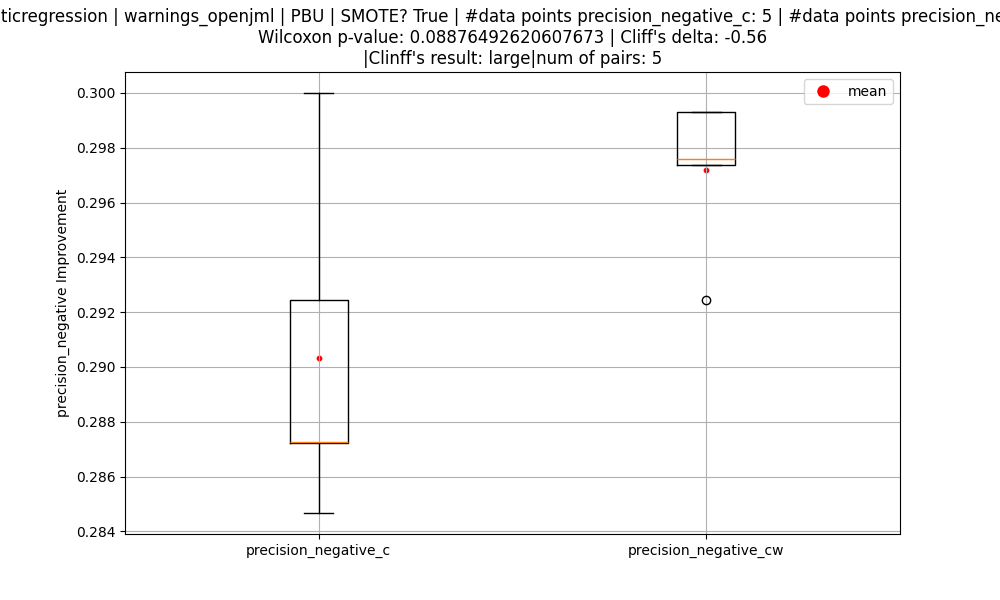 ticregression | warnings_openjml | PBU | SMOTE? True | #data points precision_negative_c: 5 | #data points precision_ne
Wilcoxon p-value: 0.08876492620607673 | Cliff's delta: -0.56
|Clinff's result: large|num of pairs: 5
mean
0.300
0.298
0.296
0.294
0.292
0.290
0.288
0.286
0.284
precision_negative Improvement
precision_negative_c
precision_negative_cw